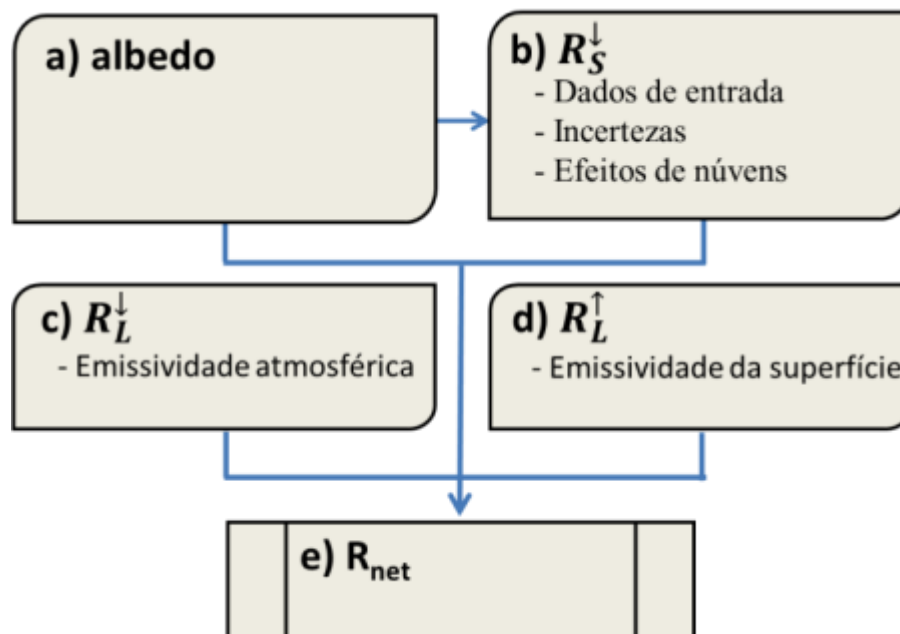 a) albedo
b) R_S^↓
- Dados de entrada
- Incertezas
- Efeitos de núvens
c) R_L^↓
- Emissividade atmosférica
d) R_L^↑
- Emissividade da superfície
e) R_net